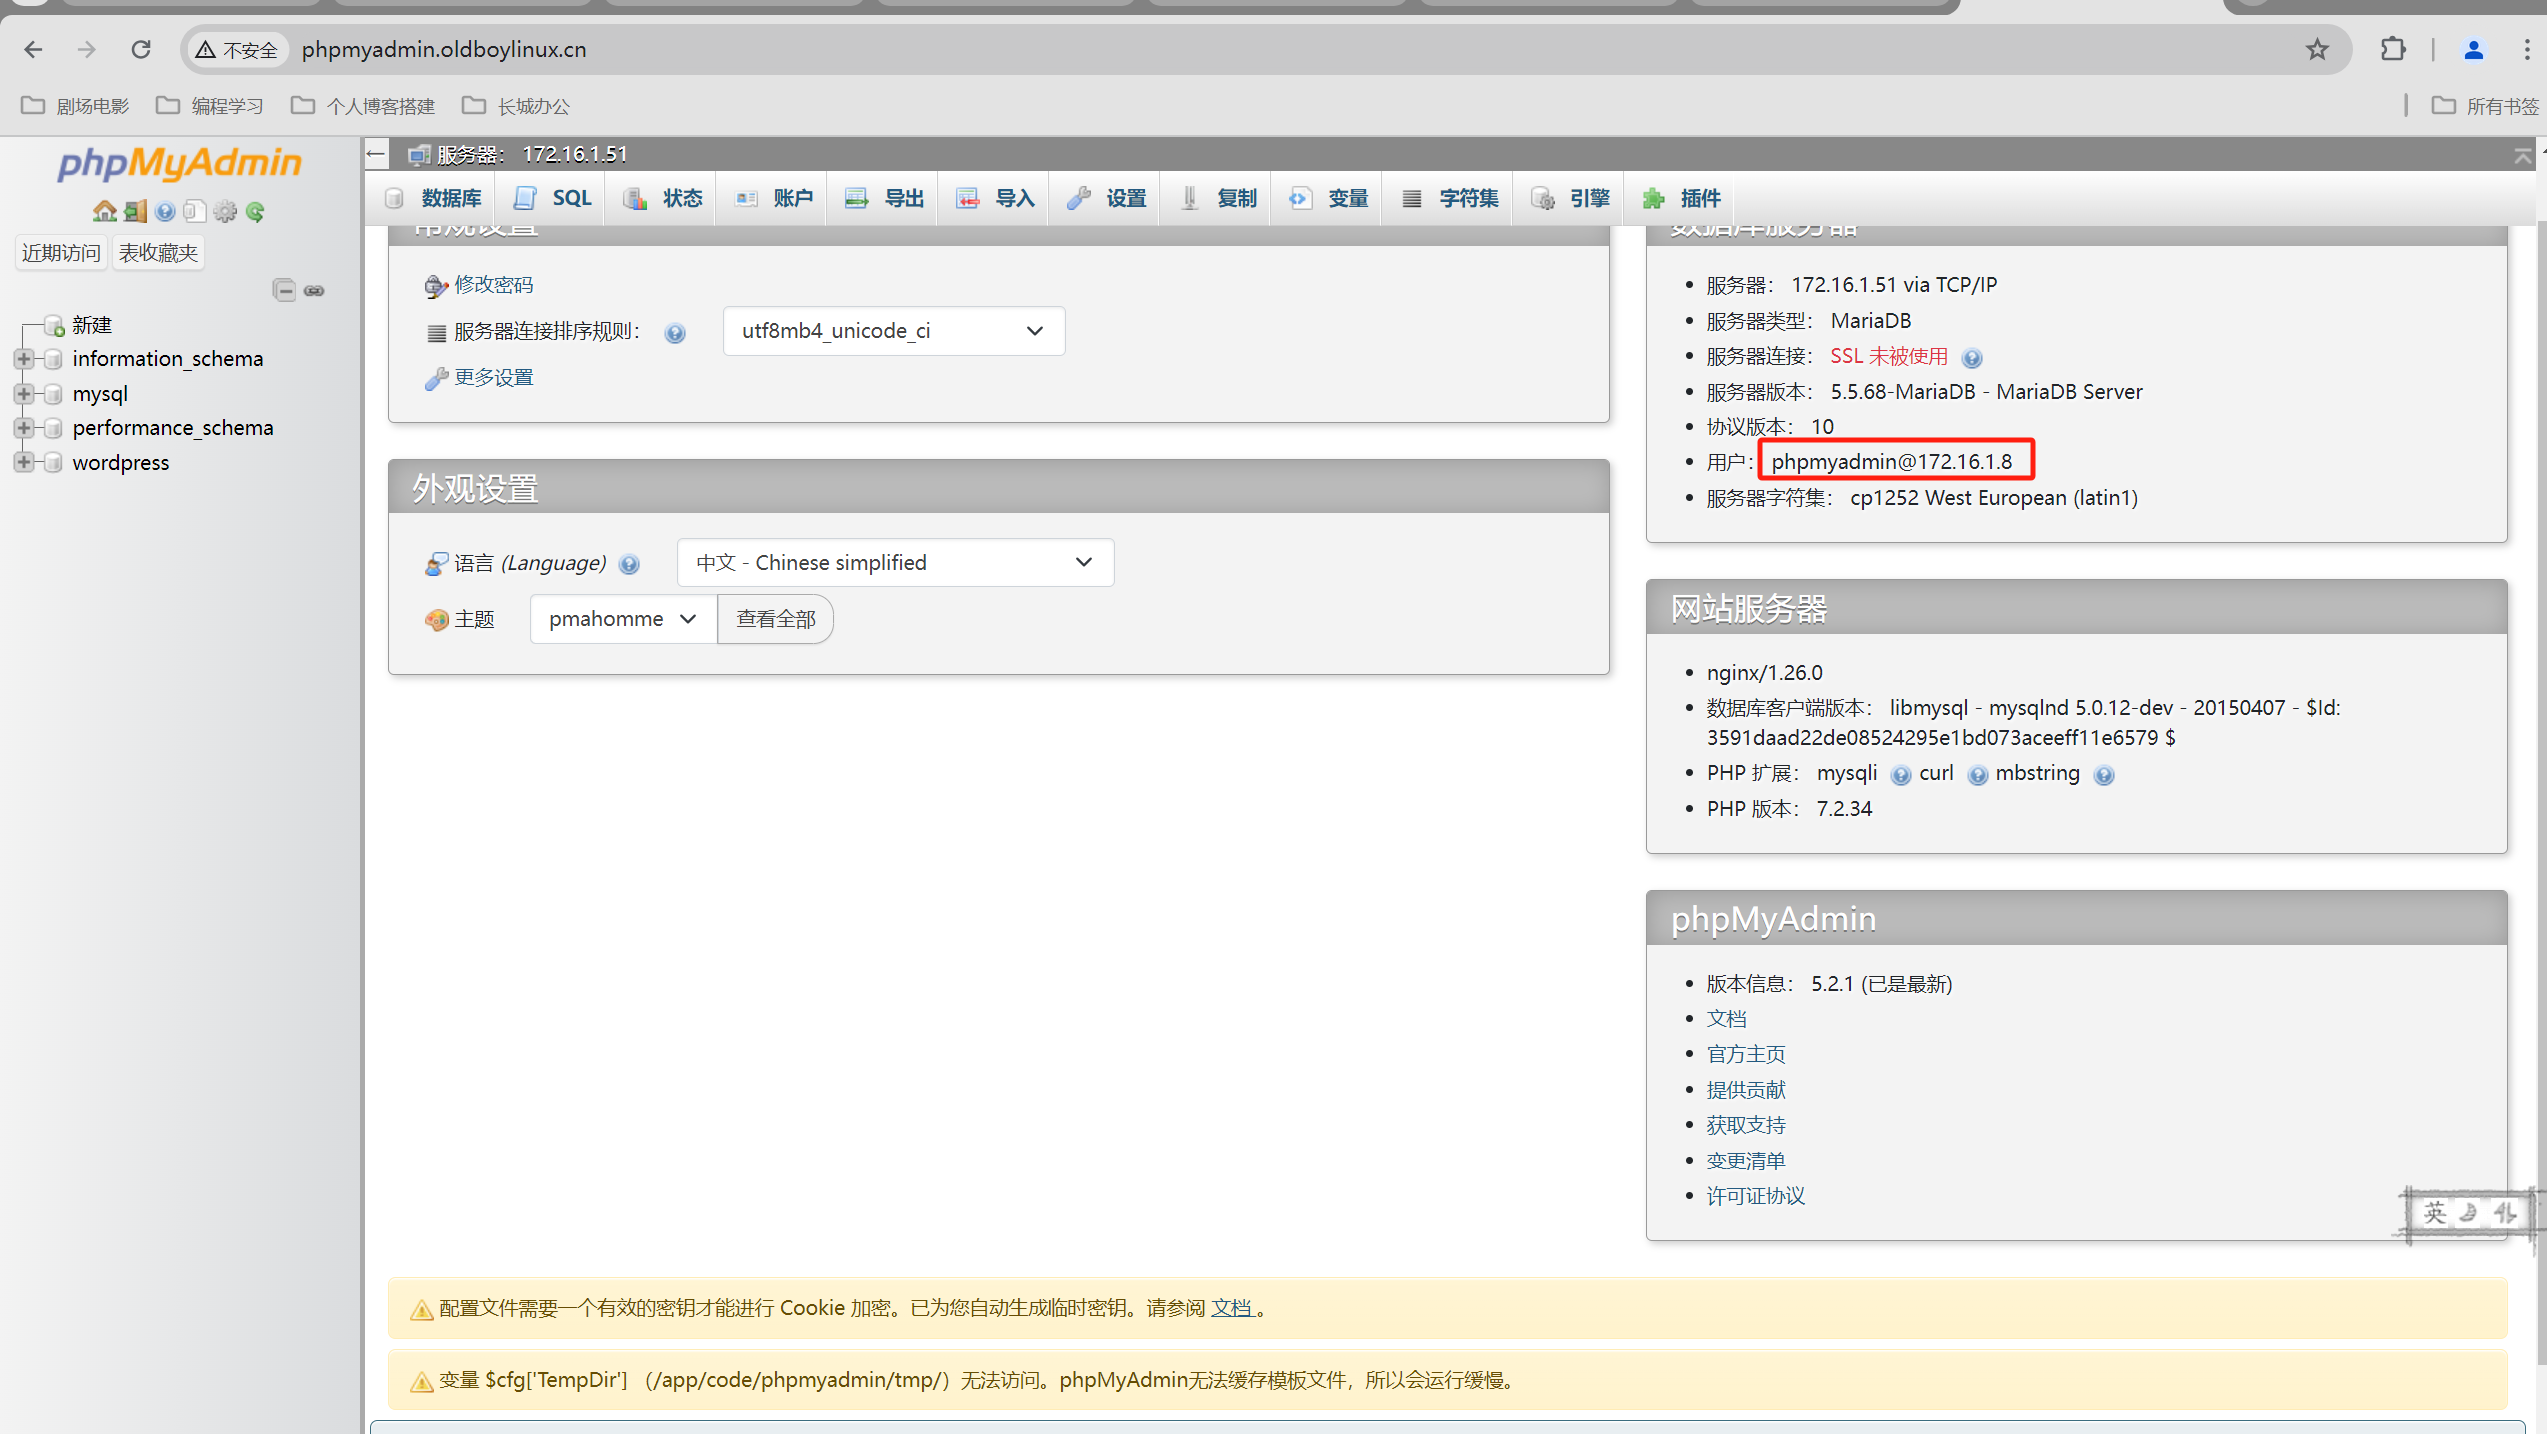 不安全 phpmyadmin.oldboylinux.cn
剧场电影 编程学习 个人博客搭建 长城办公 所有书签
phpMyAdmin
近期访问 表收藏夹
新建
information_schema
mysql
performance_schema
wordpress
服务器： 172.16.1.51
数据库 SQL 状态 账户 导出 导入 设置 复制 变量 字符集 引擎 插件
常规设置
修改密码
服务器连接排序规则： utf8mb4_unicode_ci
更多设置
外观设置
语言 (Language) 中文 - Chinese simplified
主题 pmahomme 查看全部
数据库服务器
服务器： 172.16.1.51 via TCP/IP
服务器类型： MariaDB
服务器连接： SSL 未被使用
服务器版本： 5.5.68-MariaDB - MariaDB Server
协议版本： 10
用户： phpmyadmin@172.16.1.8
服务器字符集： cp1252 West European (latin1)
网站服务器
nginx/1.26.0
数据库客户端版本： libmysql - mysqlnd 5.0.12-dev - 20150407 - $Id:
3591daad22de08524295e1bd073aceeff11e6579 $
PHP 扩展： mysqli curl mbstring
PHP 版本： 7.2.34
phpMyAdmin
版本信息： 5.2.1 (已是最新)
文档
官方主页
提供贡献
获取支持
变更清单
许可证协议
英
配置文件需要一个有效的密钥才能进行 Cookie 加密。已为您自动生成临时密钥。请参阅 文档 。
变量 $cfg['TempDir'] （/app/code/phpmyadmin/tmp/）无法访问。phpMyAdmin无法缓存模板文件，所以会运行缓慢。